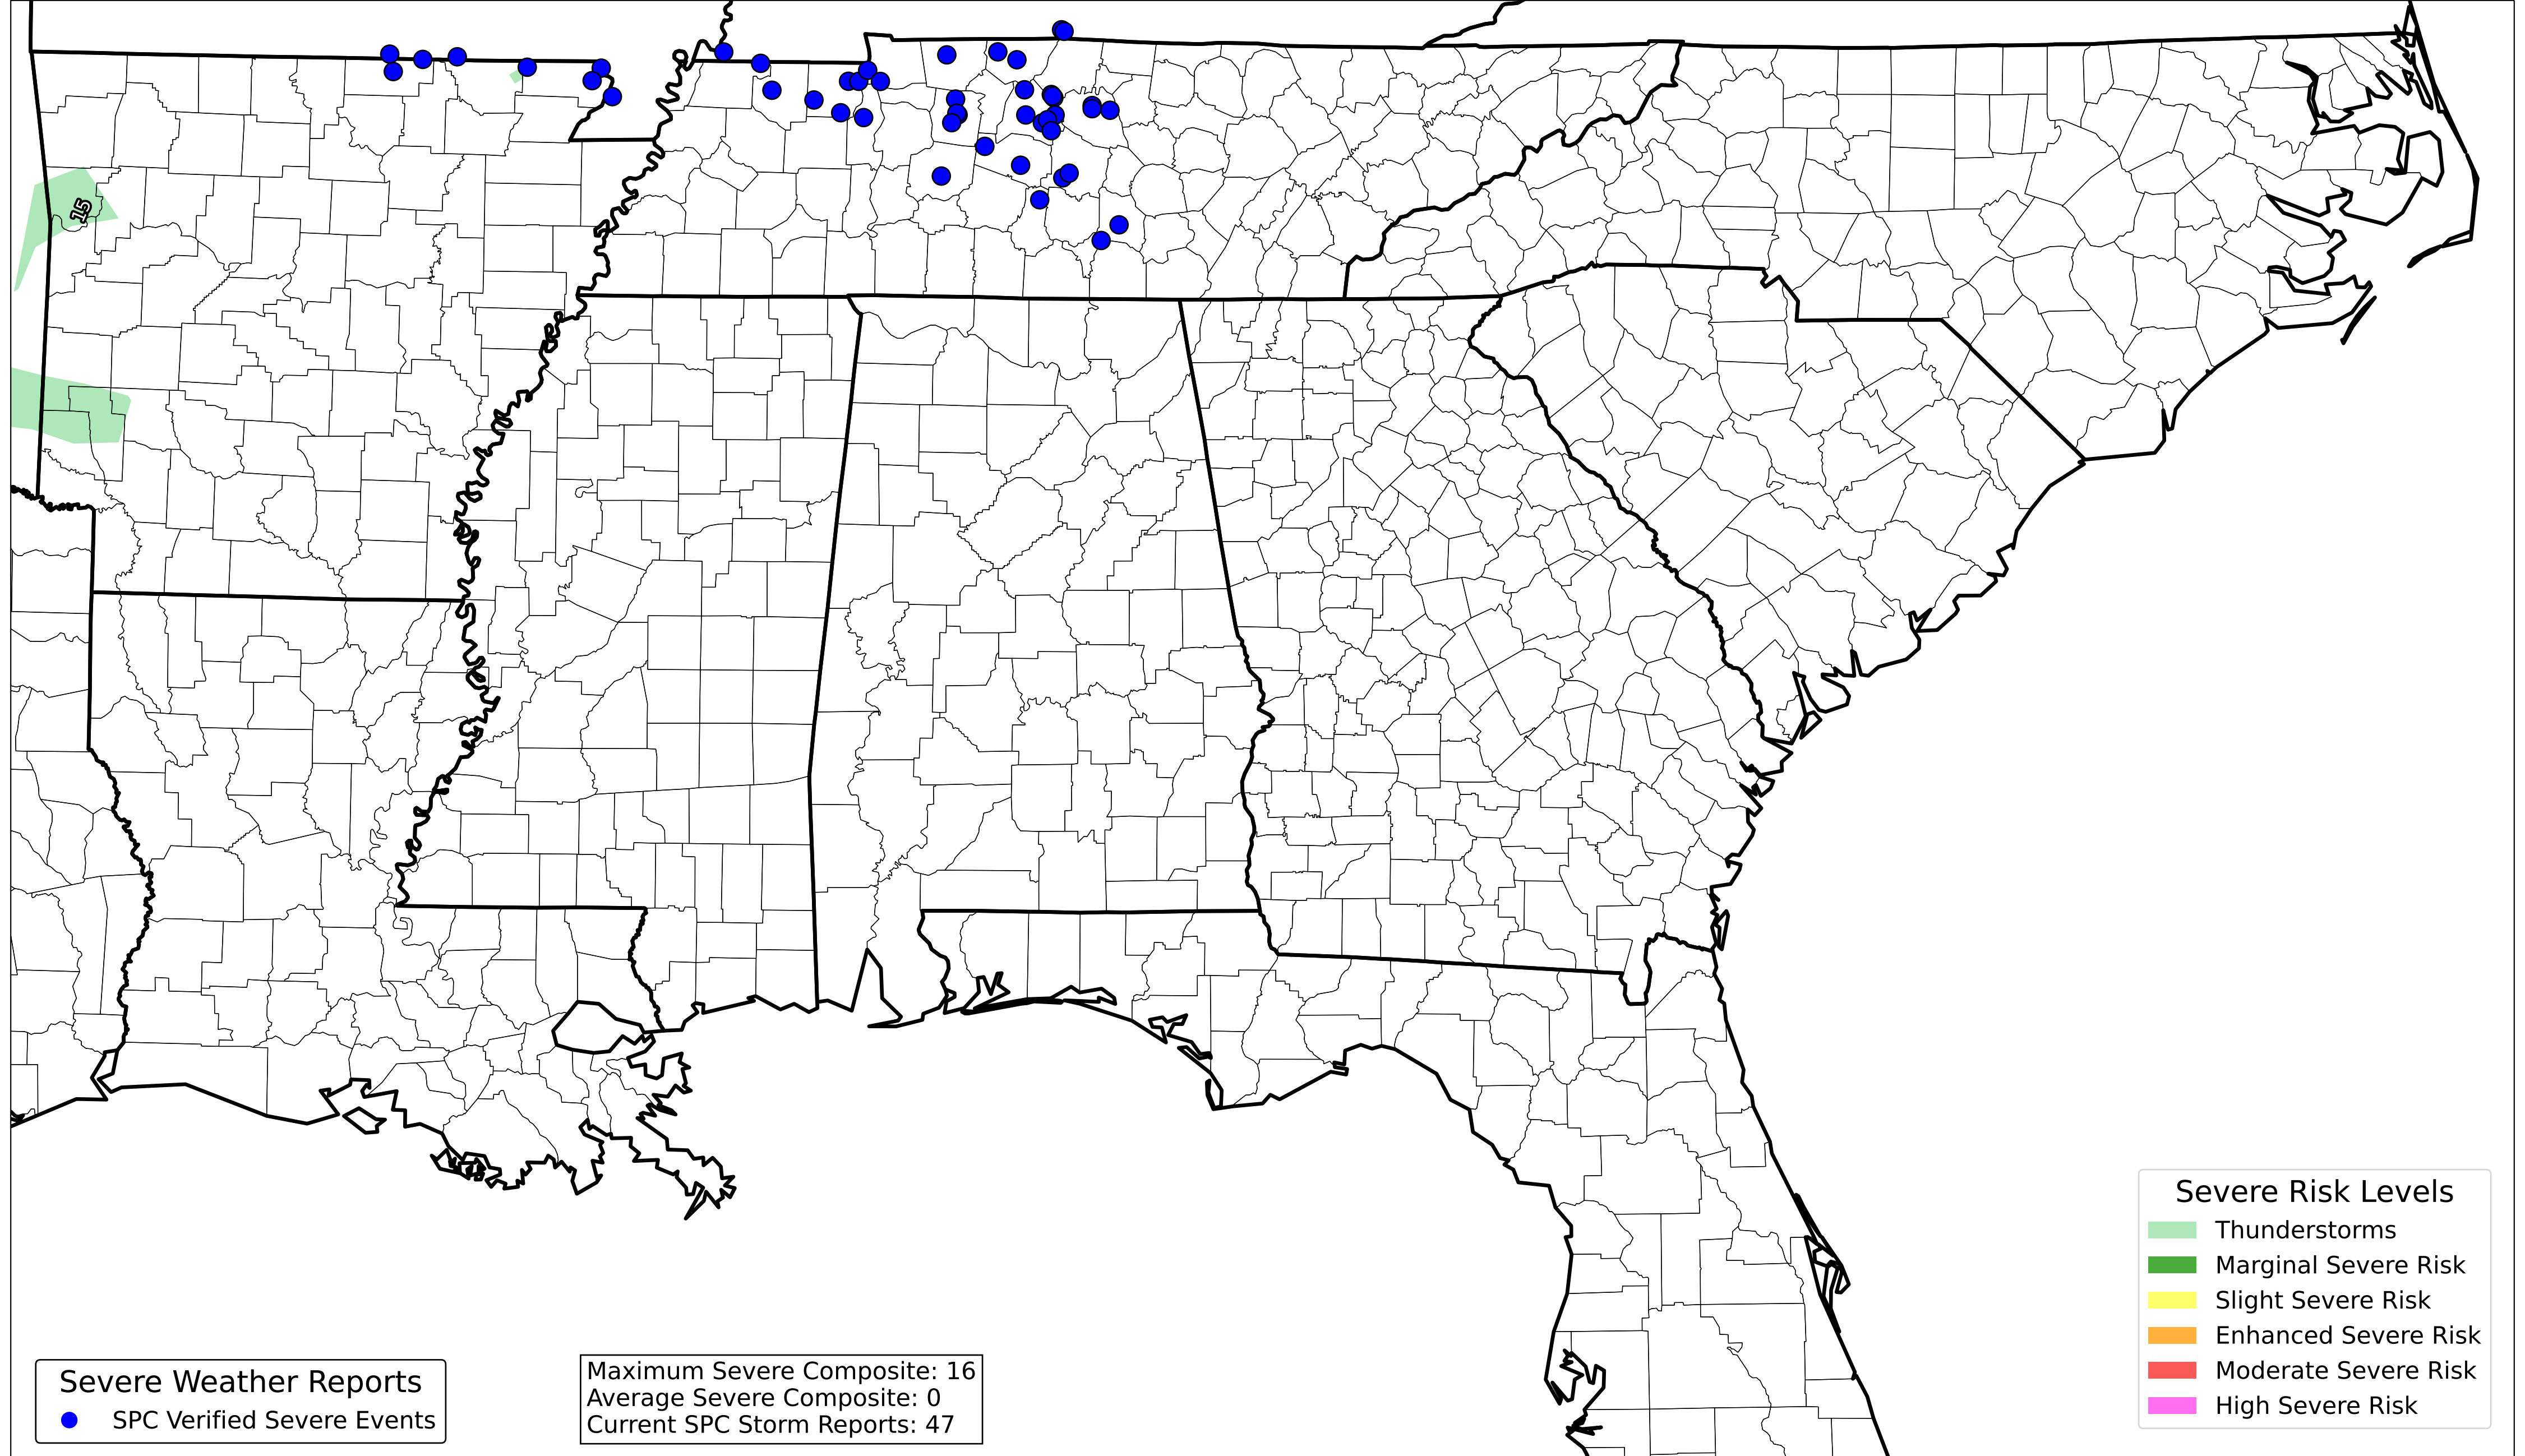 15
Severe Weather Reports
SPC Verified Severe Events
Maximum Severe Composite: 16
Average Severe Composite: 0
Current SPC Storm Reports: 47
Severe Risk Levels
Thunderstorms
Marginal Severe Risk
Slight Severe Risk
Enhanced Severe Risk
Moderate Severe Risk
High Severe Risk